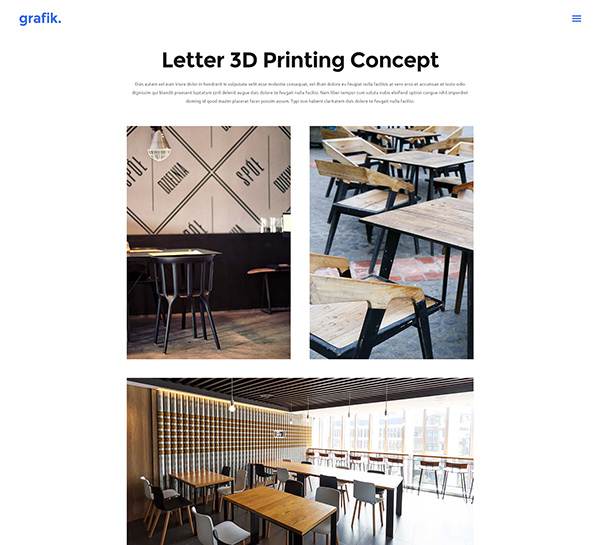 grafik.
Letter 3D Printing Concept
Duis autem vel eum iriure dolor in hendrerit in vulputate velit esse molestie consequat, vel illum dolore eu feugiat nulla facilisis at vero eros et accumsan et iusto odio
dignissim qui blandit praesent luptatum zzril delenit augue duis dolore te feugait nulla facilisi. Nam liber tempor cum soluta nobis eleifend option congue nihil imperdiet
doming id quod mazim placerat facer possim assum. Typi non habent claritatem duis dolore te feugait nulla facilisi.
SPÓŁ
SPÓŁ